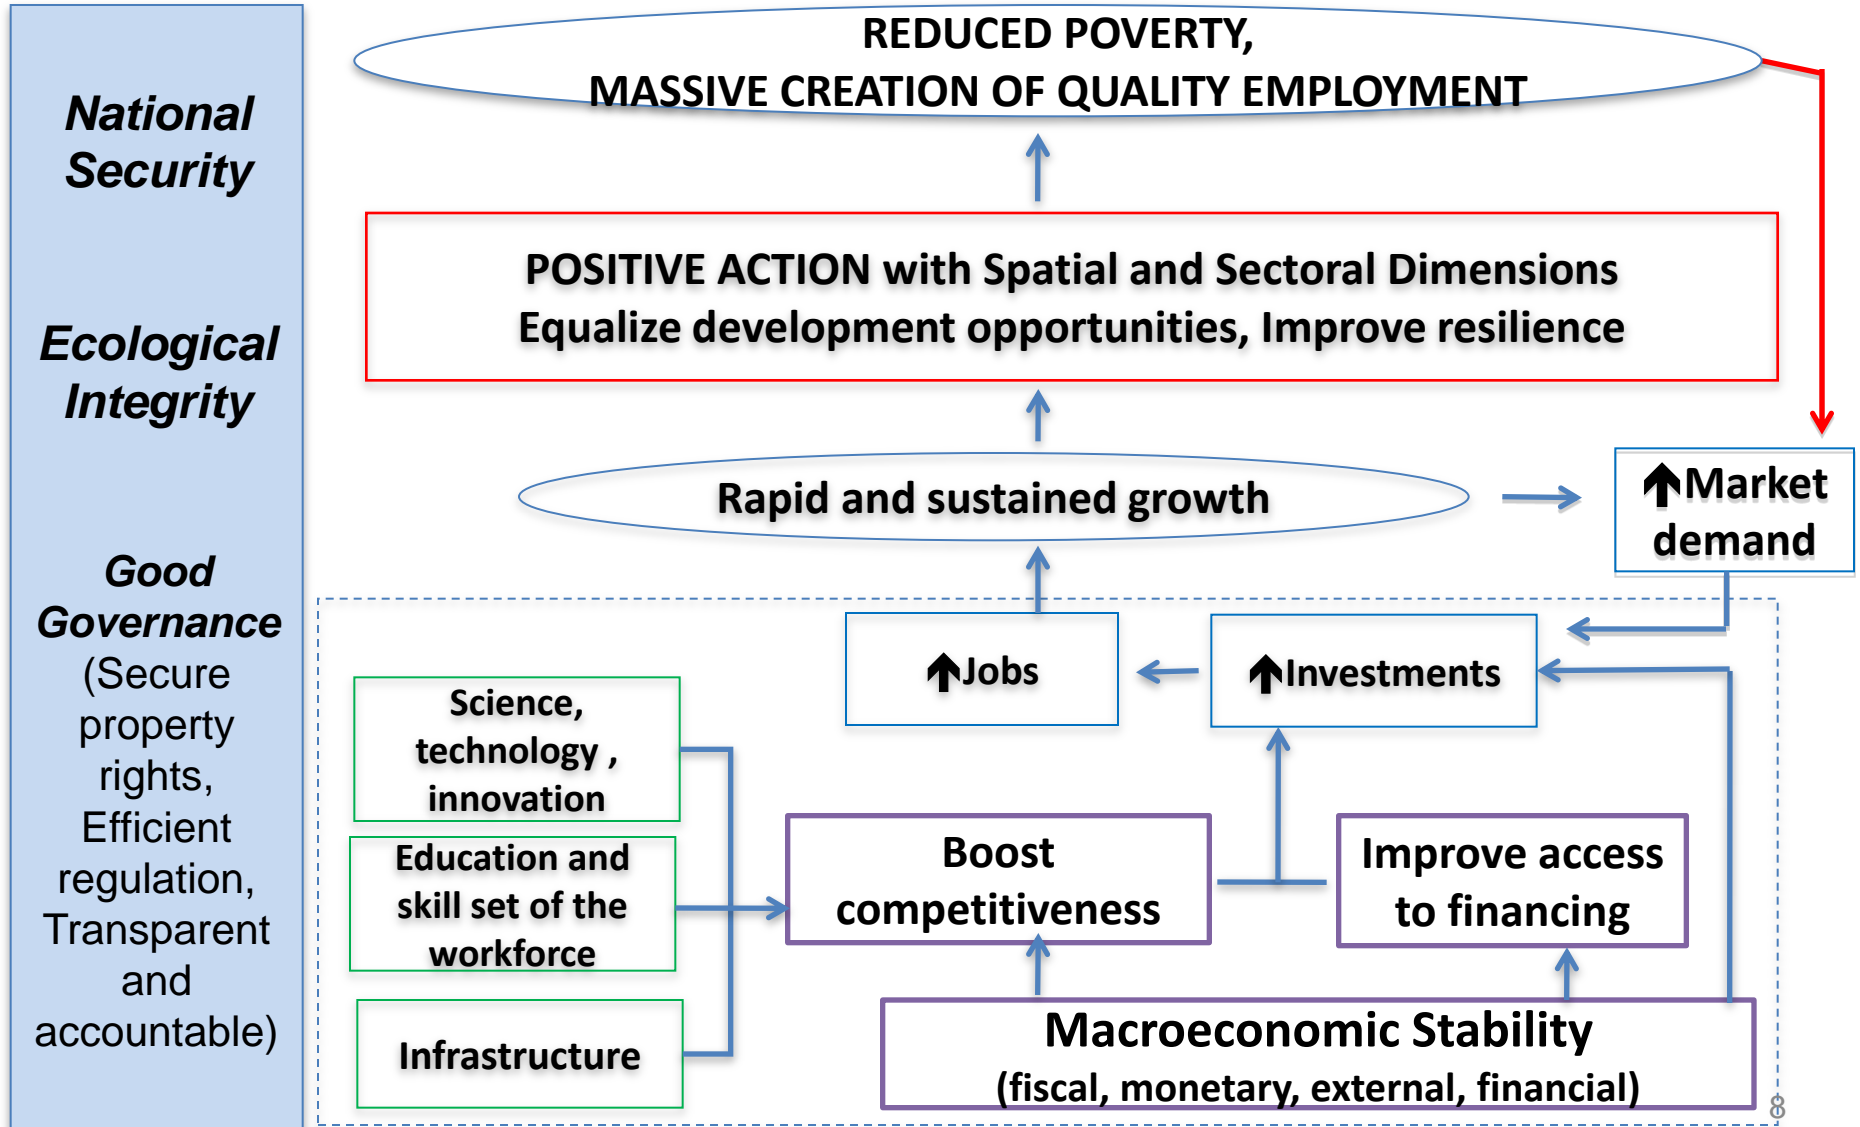 National
Security
Ecological
Integrity
Good
Governance
(Secure
property
rights,
Efficient
regulation,
Transparent
and
accountable)
REDUCED POVERTY,
MASSIVE CREATION OF QUALITY EMPLOYMENT
POSITIVE ACTION with Spatial and Sectoral Dimensions
Equalize development opportunities, Improve resilience
Rapid and sustained growth
Market
demand
Jobs
Investments
Science,
technology ,
innovation
Education and
skill set of the
workforce
Infrastructure
Boost
competitiveness
Improve access
to financing
Macroeconomic Stability
(fiscal, monetary, external, financial)
8